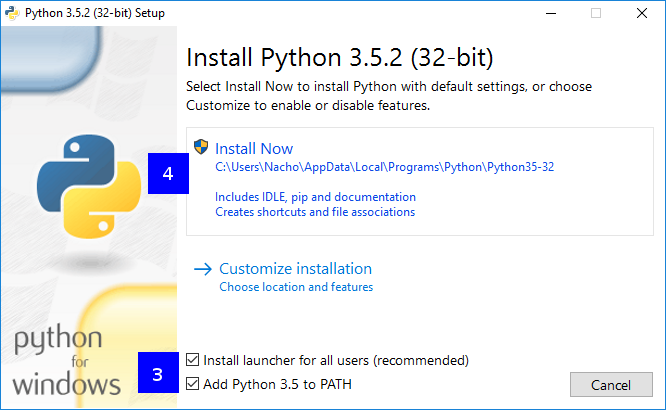 Python 3.5.2 (32-bit) Setup
Install Python 3.5.2 (32-bit)
Select Install Now to install Python with default settings, or choose
Customize to enable or disable features.
4
Install Now
C:\Users\Nacho\AppData\Local\Programs\Python\Python35-32
Includes IDLE, pip and documentation
Creates shortcuts and file associations
Customize installation
Choose location and features
python
for
windows
3
Install launcher for all users (recommended)
Add Python 3.5 to PATH
Cancel